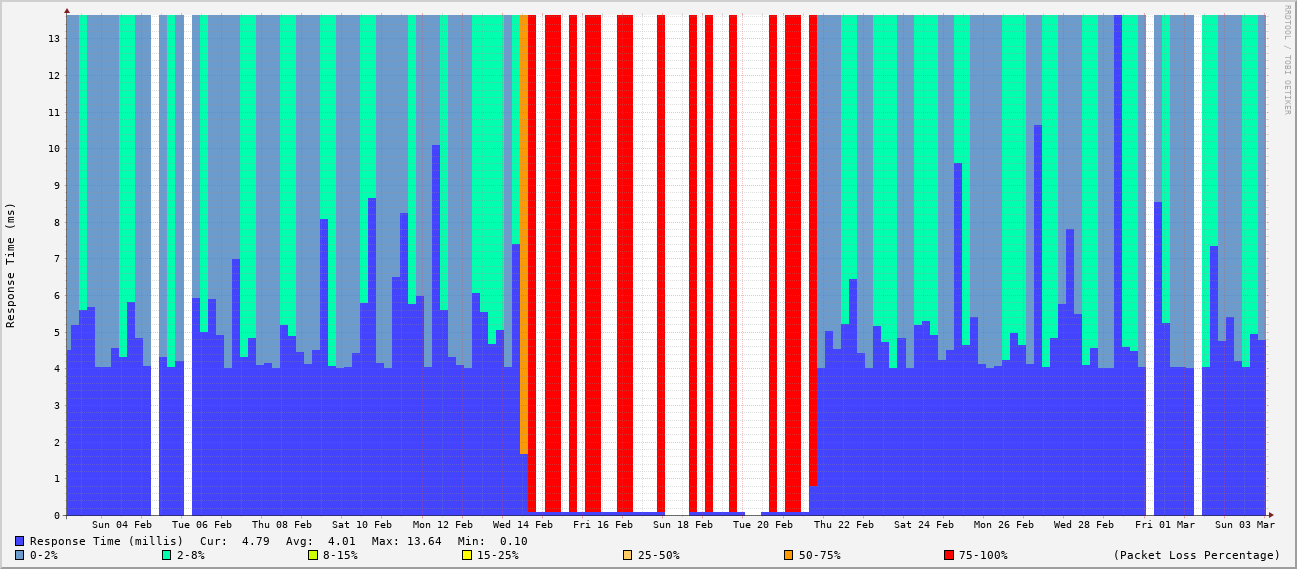 RRDTOOL / TOBI OETIKER
Response Time (ms)
13
12
11
10
9
8
7
6
5
4
3
2
1
0
Sun 04 Feb Tue 06 Feb Thu 08 Feb Sat 10 Feb Mon 12 Feb Wed 14 Feb Fri 16 Feb Sun 18 Feb Tue 20 Feb Thu 22 Feb Sat 24 Feb Mon 26 Feb Wed 28 Feb Fri 01 Mar Sun 03 Mar
Response Time (millis) Cur: 4.79 Avg: 4.01 Max: 13.64 Min: 0.10
0-2% 2-8% 8-15% 15-25% 25-50% 50-75% 75-100% (Packet Loss Percentage)